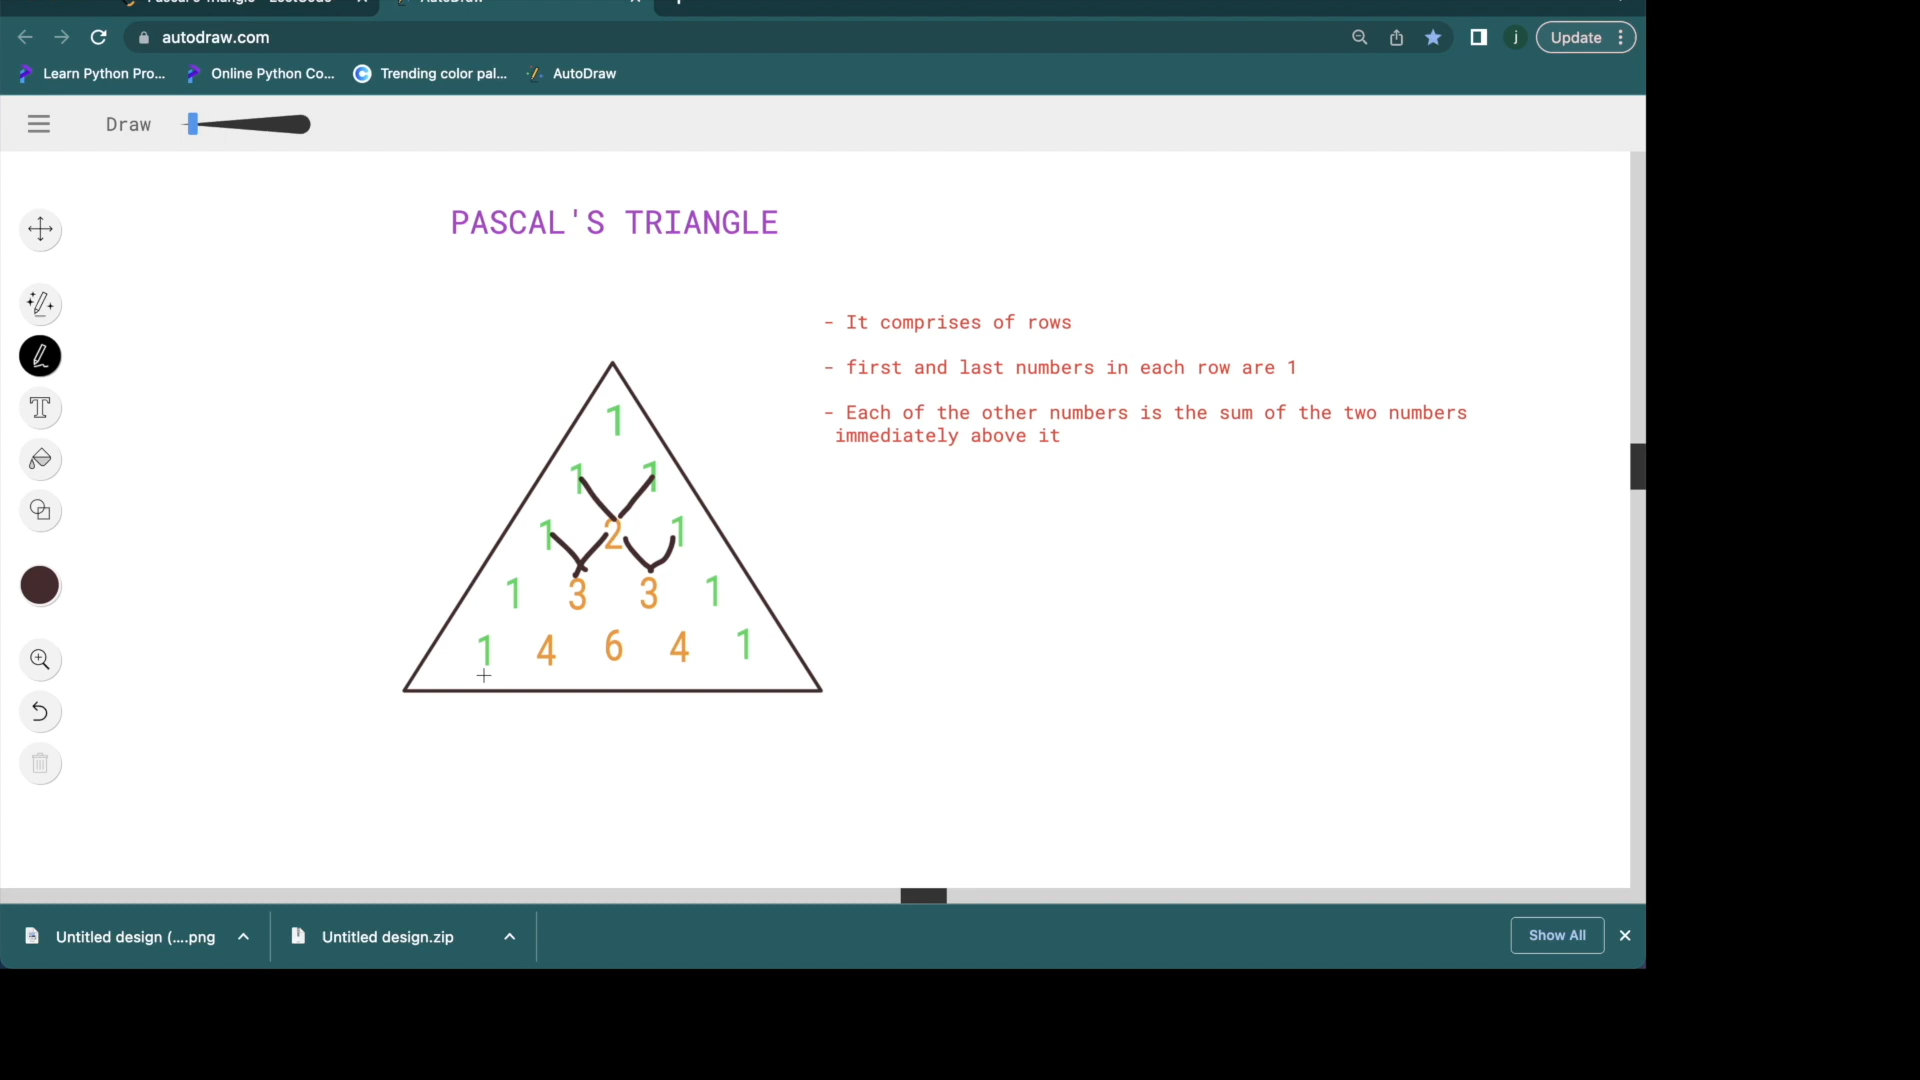 autodraw.com
j
Update
Learn Python Pro...
Online Python Co...
Trending color pal...
AutoDraw
Draw
PASCAL'S TRIANGLE
- It comprises of rows
- first and last numbers in each row are 1
- Each of the other numbers is the sum of the two numbers
immediately above it
1
1 1
1 2 1
1 3 3 1
1 4 6 4 1
Untitled design (....png
Untitled design.zip
Show All